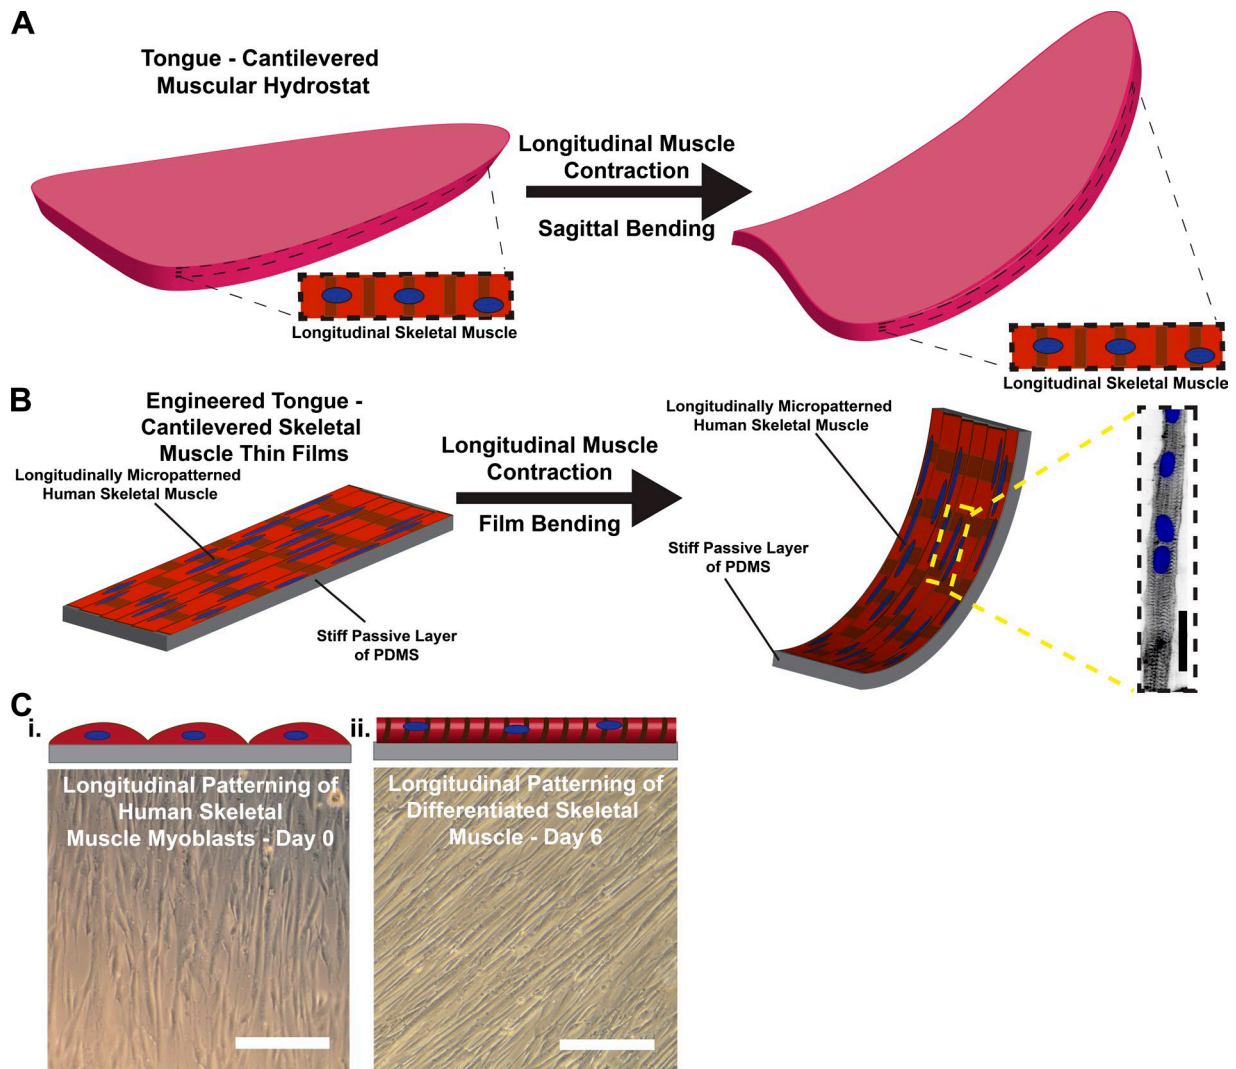 A
Tongue - Cantilevered
Muscular Hydrostat
Longitudinal Muscle
Contraction
Sagittal Bending
Longitudinal Skeletal Muscle
Longitudinal Skeletal Muscle
B
Engineered Tongue -
Cantilevered Skeletal
Muscle Thin Films
Longitudinally Micropatterned
Human Skeletal Muscle
Stiff Passive Layer
of PDMS
Longitudinal Muscle
Contraction
Film Bending
Longitudinally Micropatterned
Human Skeletal Muscle
Stiff Passive Layer
of PDMS
C
i.
Longitudinal Patterning of
Human Skeletal
Muscle Myoblasts - Day 0
ii.
Longitudinal Patterning of
Differentiated Skeletal
Muscle - Day 6